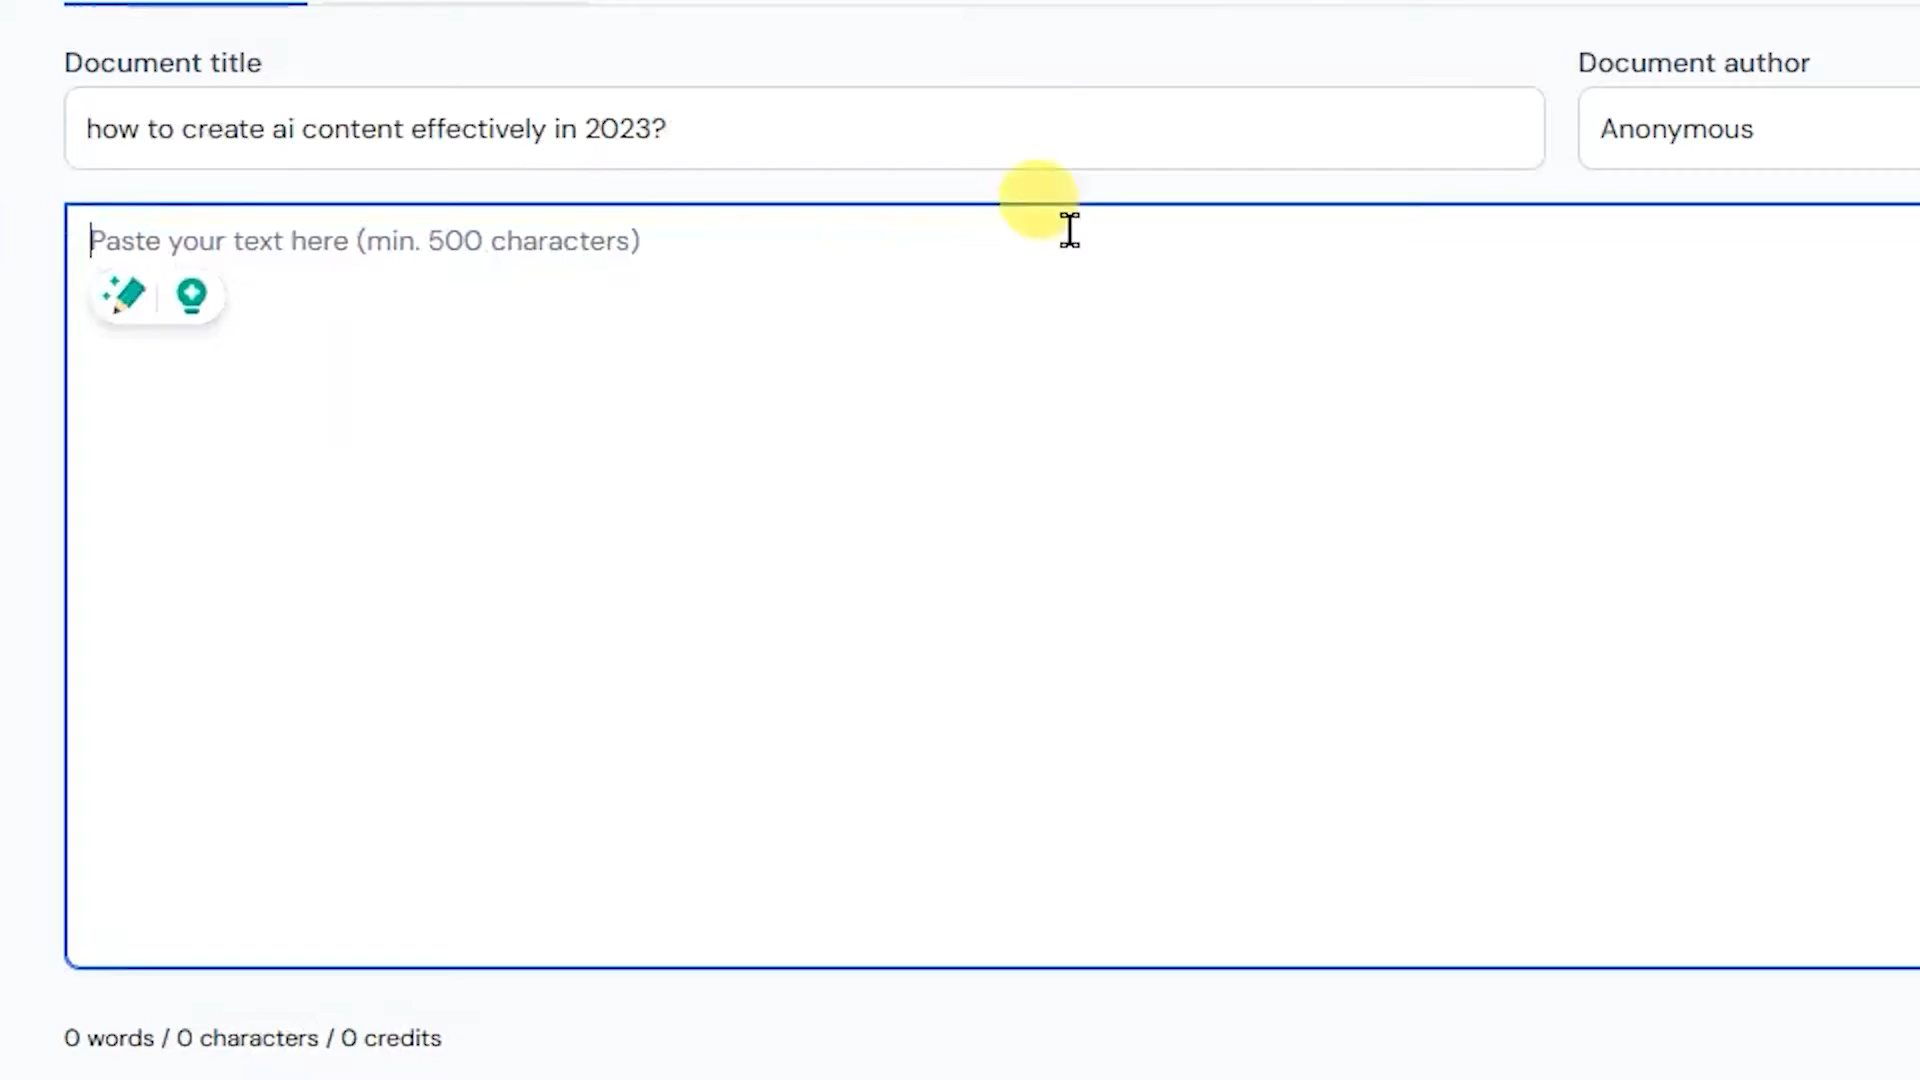 Document title
Document author
how to create ai content effectively in 2023?
Anonymous
Paste your text here (min. 500 characters)
0 words / 0 characters / 0 credits